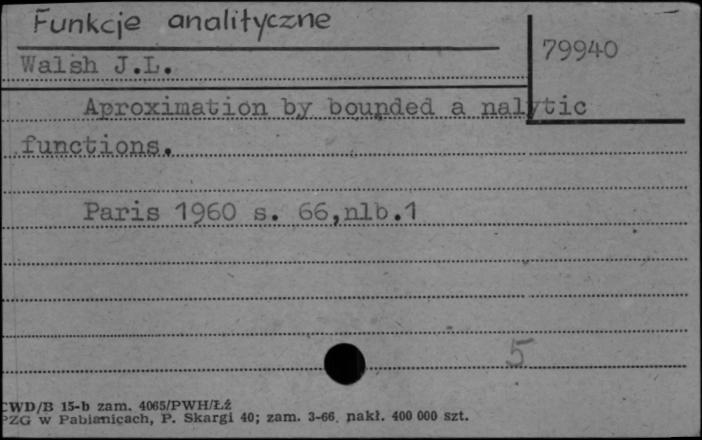 Funkcje analityczne
79940
Walsh J.L.
Aproximation by bounded a nalytic
functions.
Paris 1960 s. 66,nlb.1
5
CWD/B 15-b zam. 4065/PWH/Łź
PZG w Pabianicach, P. Skargi 40; zam. 3-66. nakł. 400 000 szt.